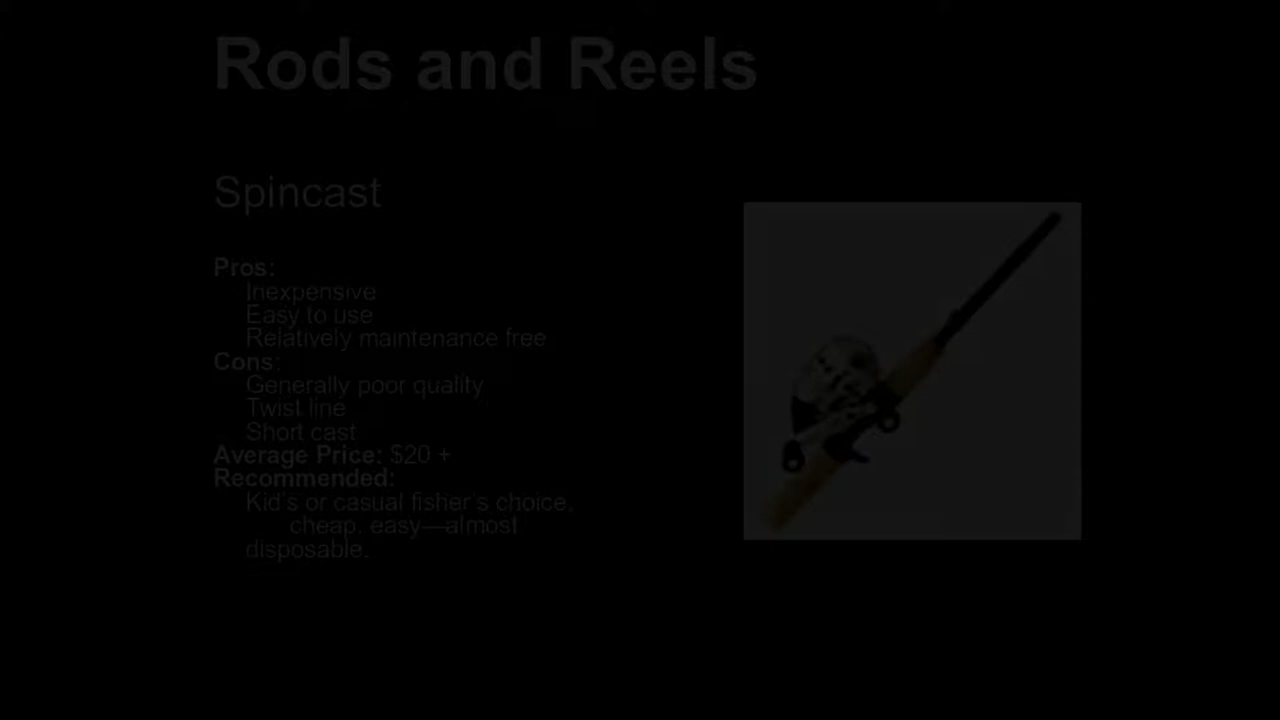 Rods and Reels
Spincast
Pros:
Inexpensive
Easy to use
Relatively maintenance free
Cons:
Generally poor quality
Twist line
Short cast
Average Price: $20 +
Recommended:
Kid's or casual fisher's choice,
cheap, easy—almost
disposable.